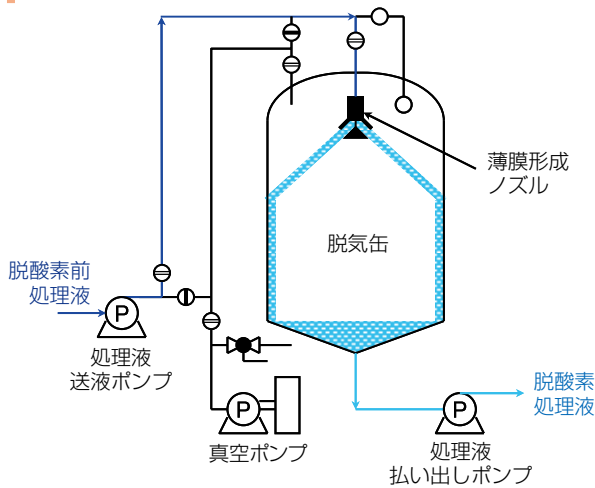 薄膜形成
ノズル
脱気缶
脱酸素前
処理液
P
処理液
送液ポンプ
P
真空ポンプ
脱酸素
処理液
P
処理液
払い出しポンプ